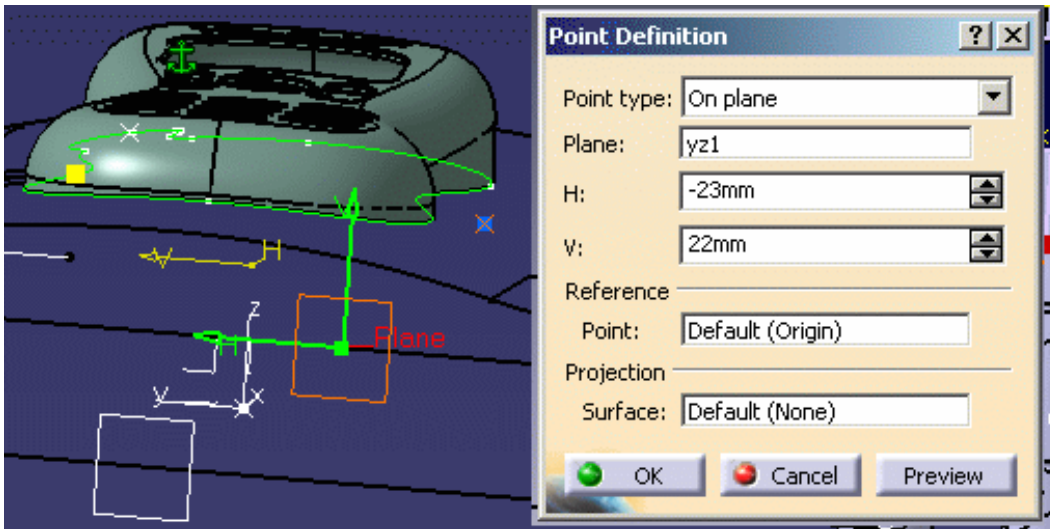 Point Definition
Point type: On plane
Plane: yz1
H: -23mm
V: 22mm
Reference
Point: Default (Origin)
Projection
Surface: Default (None)
OK Cancel Preview
V
H
H
Plane
z
y
x